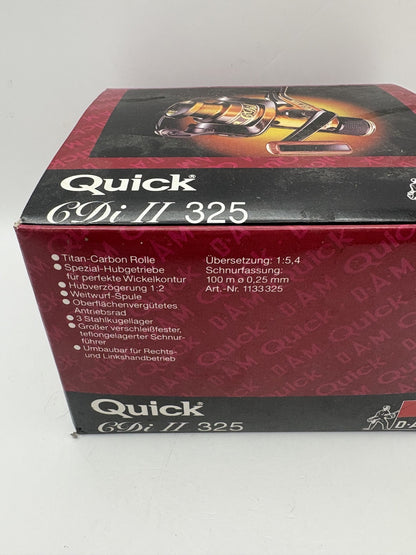 Quick®
CDi II 325
Titan-Carbon Rolle
Spezial-Hubgetriebe
für perfekte Wickelkontur
Hubverzögerung 1:2
Weitwurf-Spule
Oberflächenvergütetes
Antriebsrad
3 Stahlkugellager
Großer verschleißfester,
teflongelagerter Schnur-
führer
Umbaubar für Rechts-
und Linkshandbetrieb
Übersetzung: 1:5,4
Schnurfassung:
100 m ø 0,25 mm
Art.-Nr. 1133 325
Quick®
CDi II 325